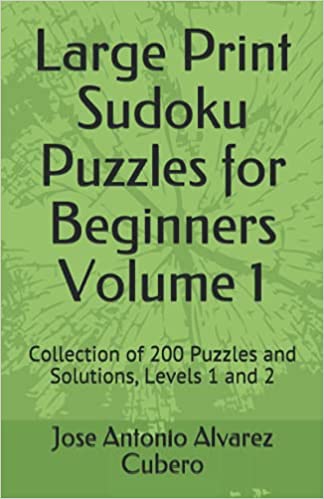 Large Print
Sudoku
Puzzles for
Beginners
Volume 1
Collection of 200 Puzzles and
Solutions, Levels 1 and 2
Jose Antonio Alvarez
Cubero